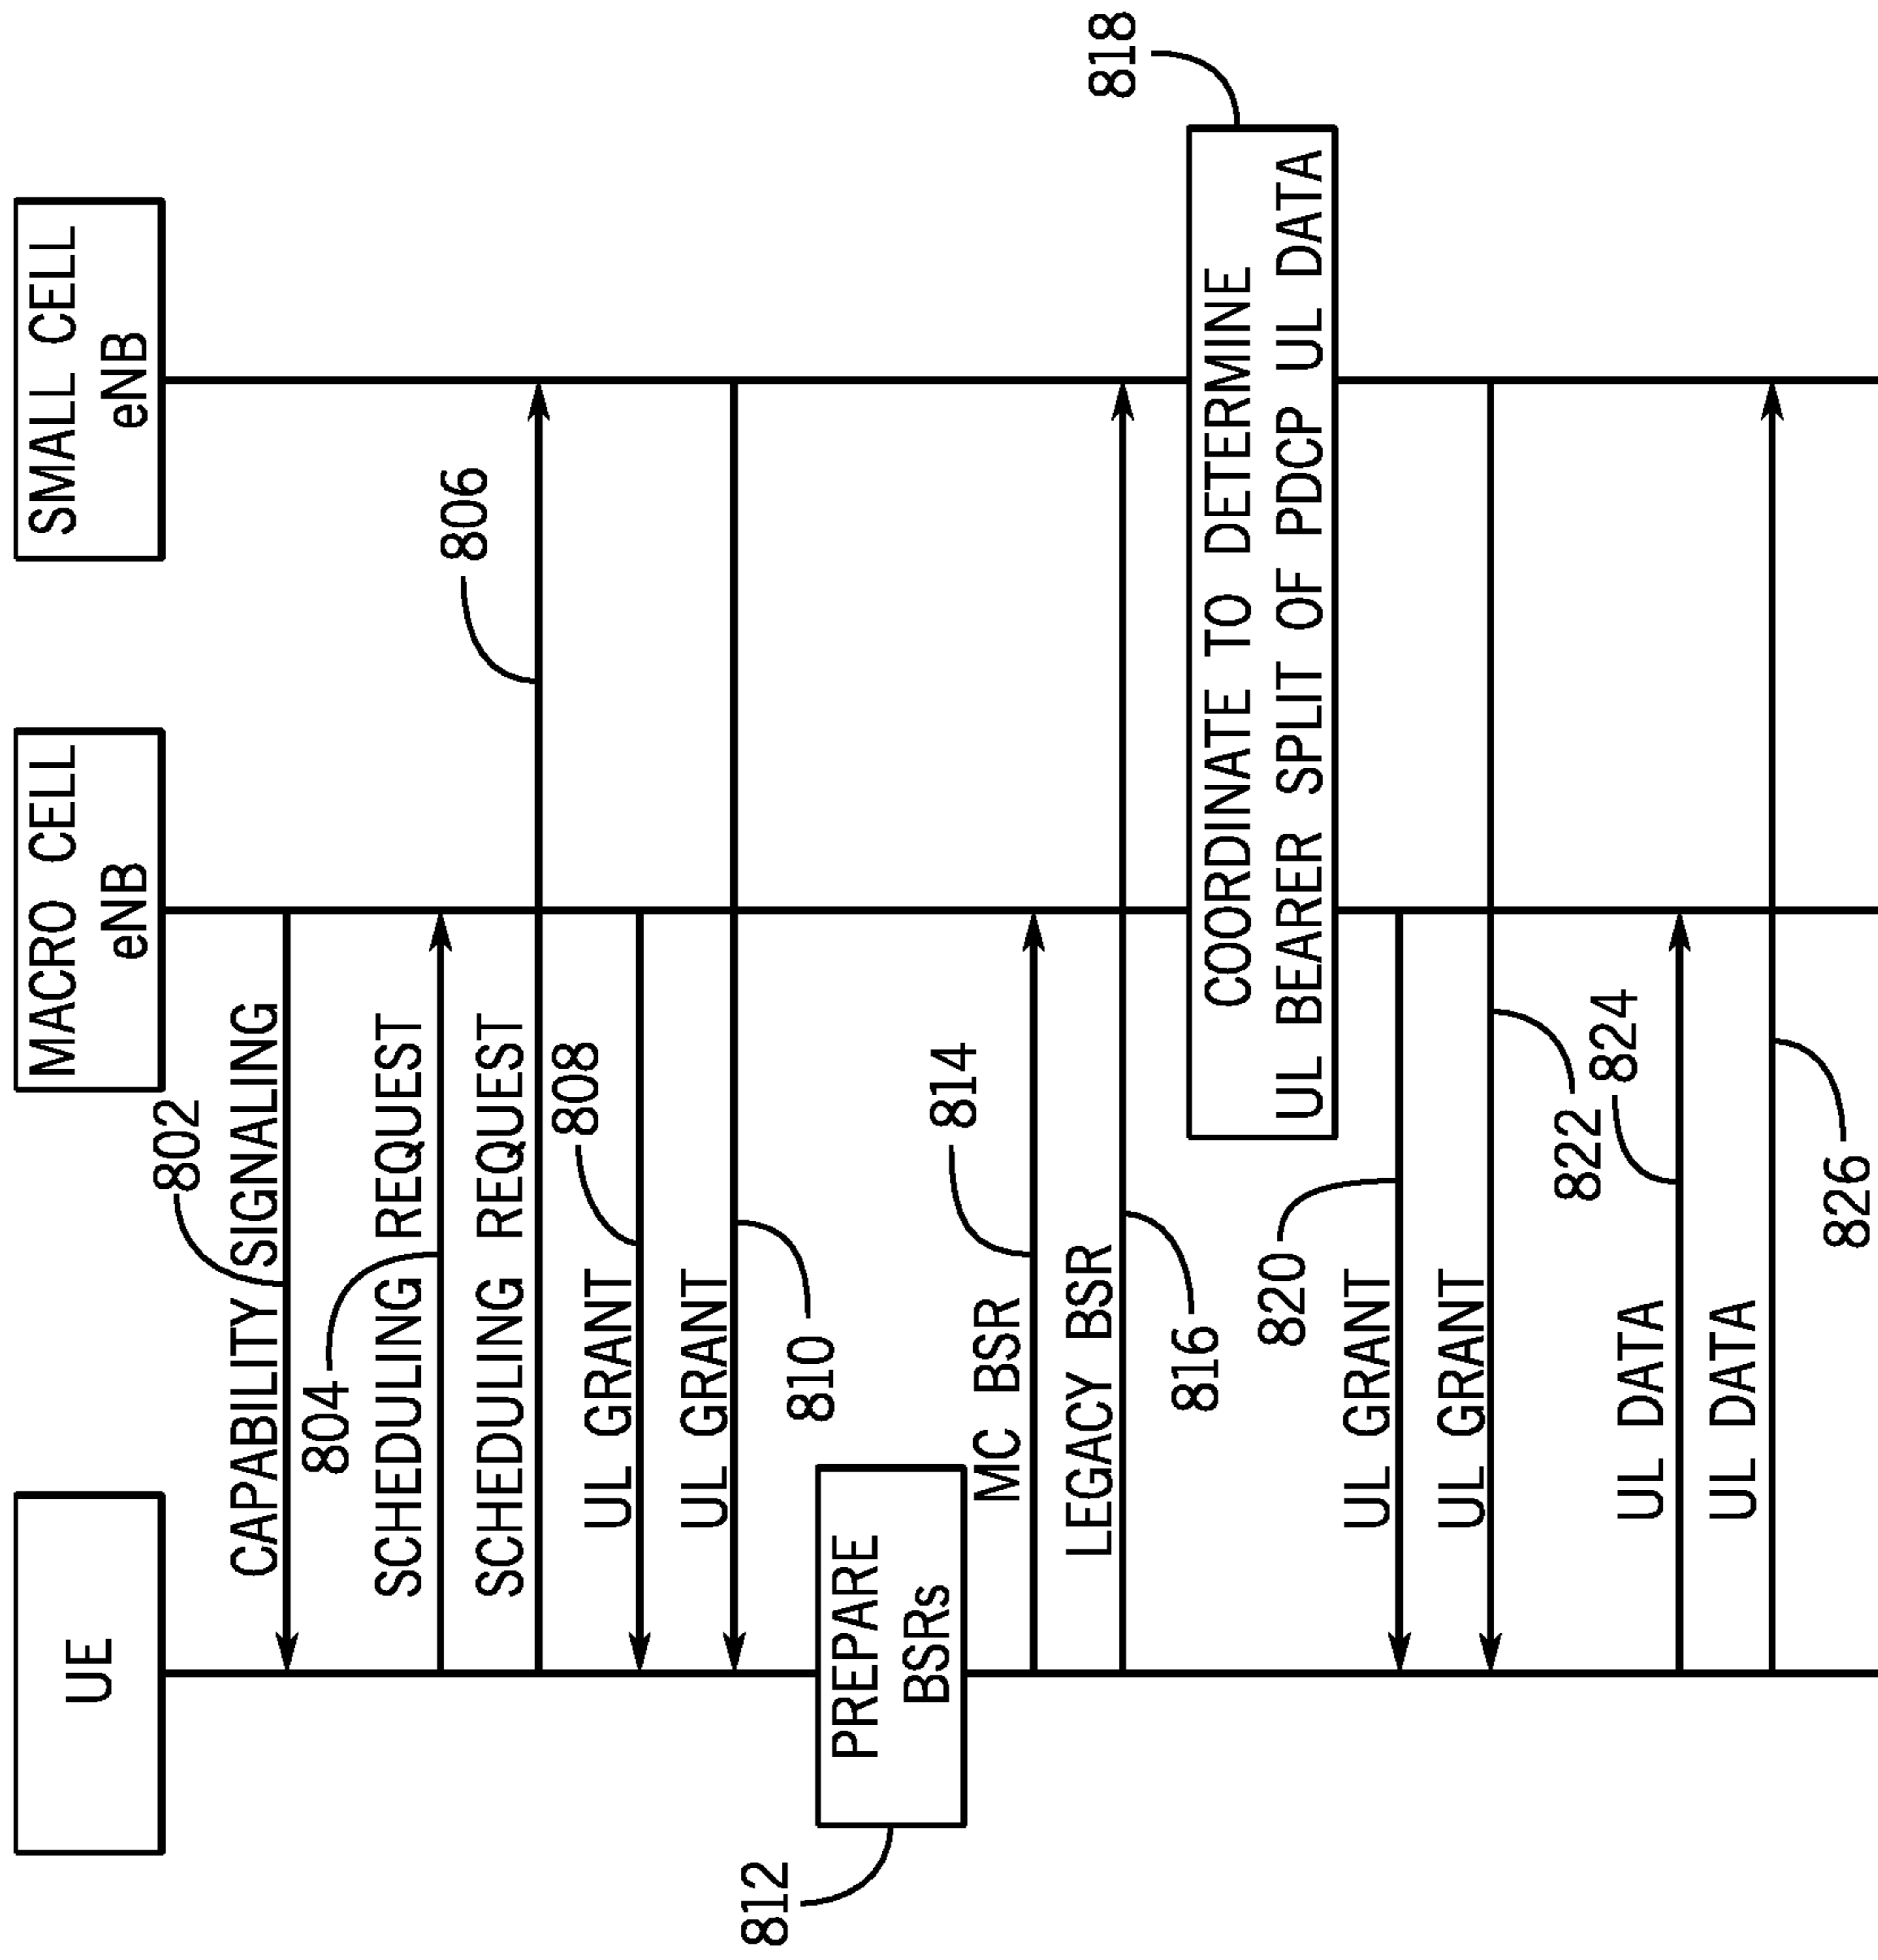 UE
MACRO CELL
eNB
SMALL CELL
eNB
802
CAPABILITY SIGNALING
804
SCHEDULING REQUEST
806
SCHEDULING REQUEST
808
UL GRANT
UL GRANT
810
812
PREPARE
BSRs
814
MC BSR
LEGACY BSR
816
818
COORDINATE TO DETERMINE
UL BEARER SPLIT OF PDCP UL DATA
820
UL GRANT
UL GRANT
822
824
UL DATA
UL DATA
826